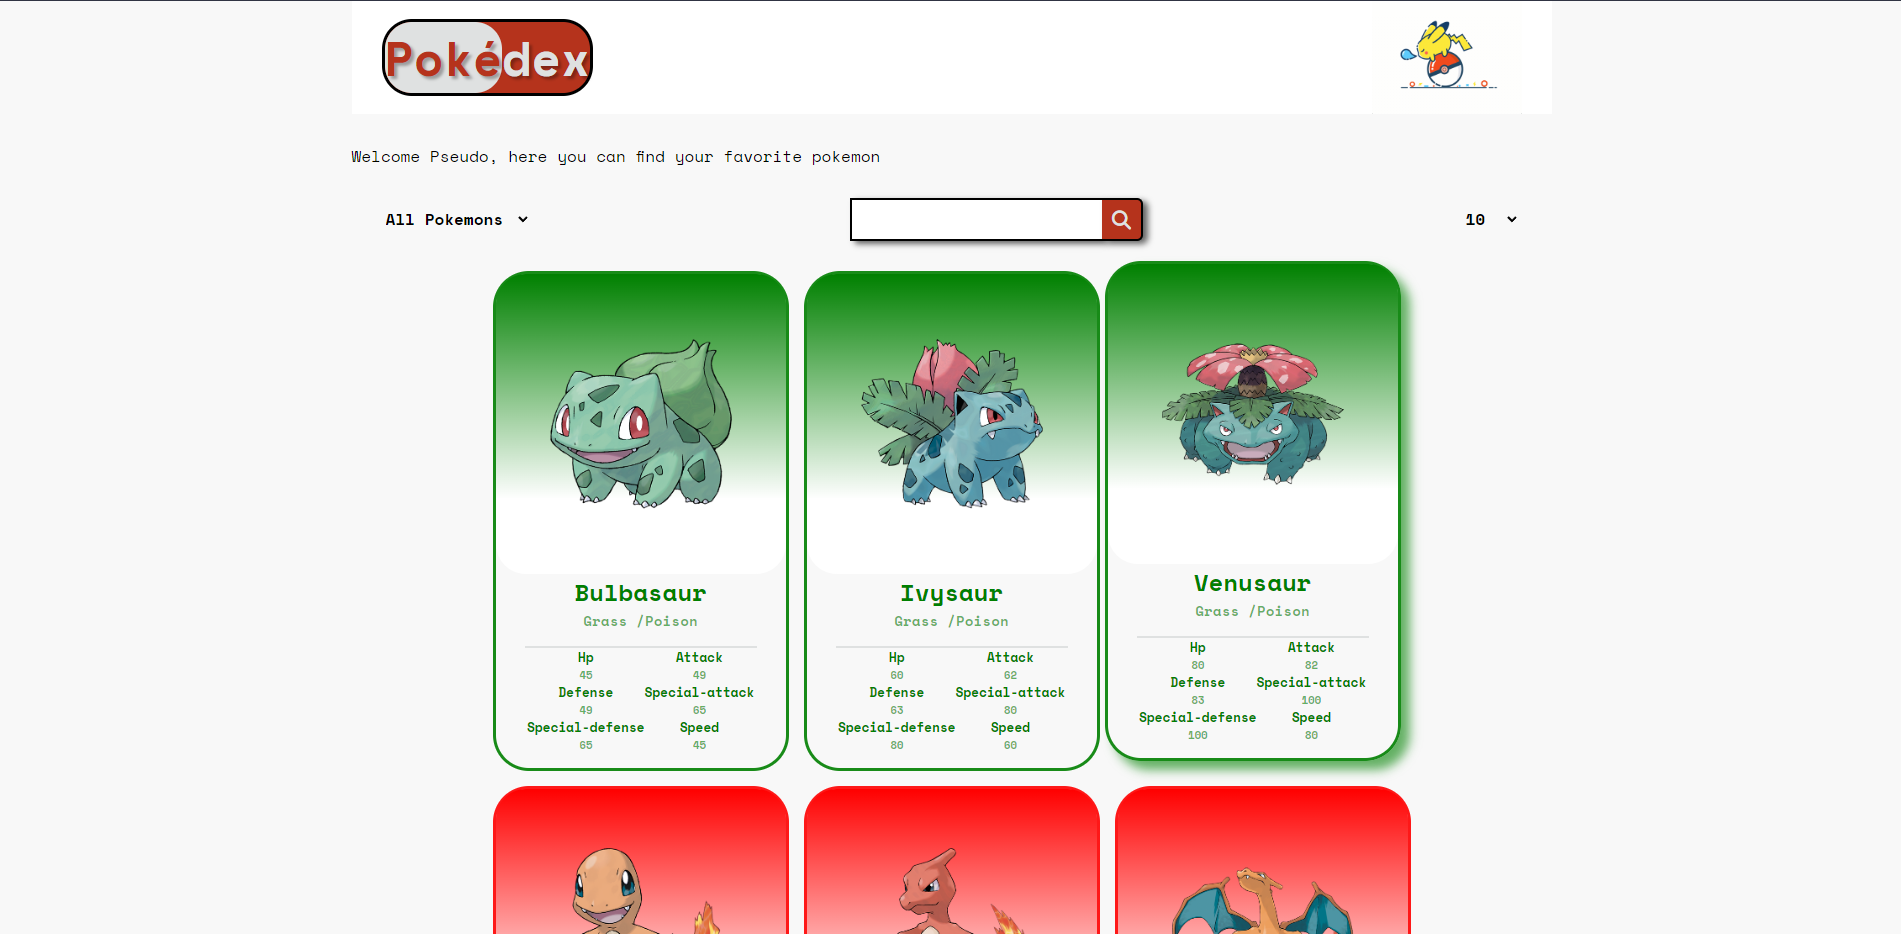 Pokédex
Welcome Pseudo, here you can find your favorite pokemon
All Pokemons
10
Bulbasaur
Grass /Poison
Hp Attack
45 49
Defense Special-attack
49 65
Special-defense Speed
65 45
Ivysaur
Grass /Poison
Hp Attack
60 62
Defense Special-attack
63 80
Special-defense Speed
80 60
Venusaur
Grass /Poison
Hp Attack
80 82
Defense Special-attack
83 100
Special-defense Speed
100 80